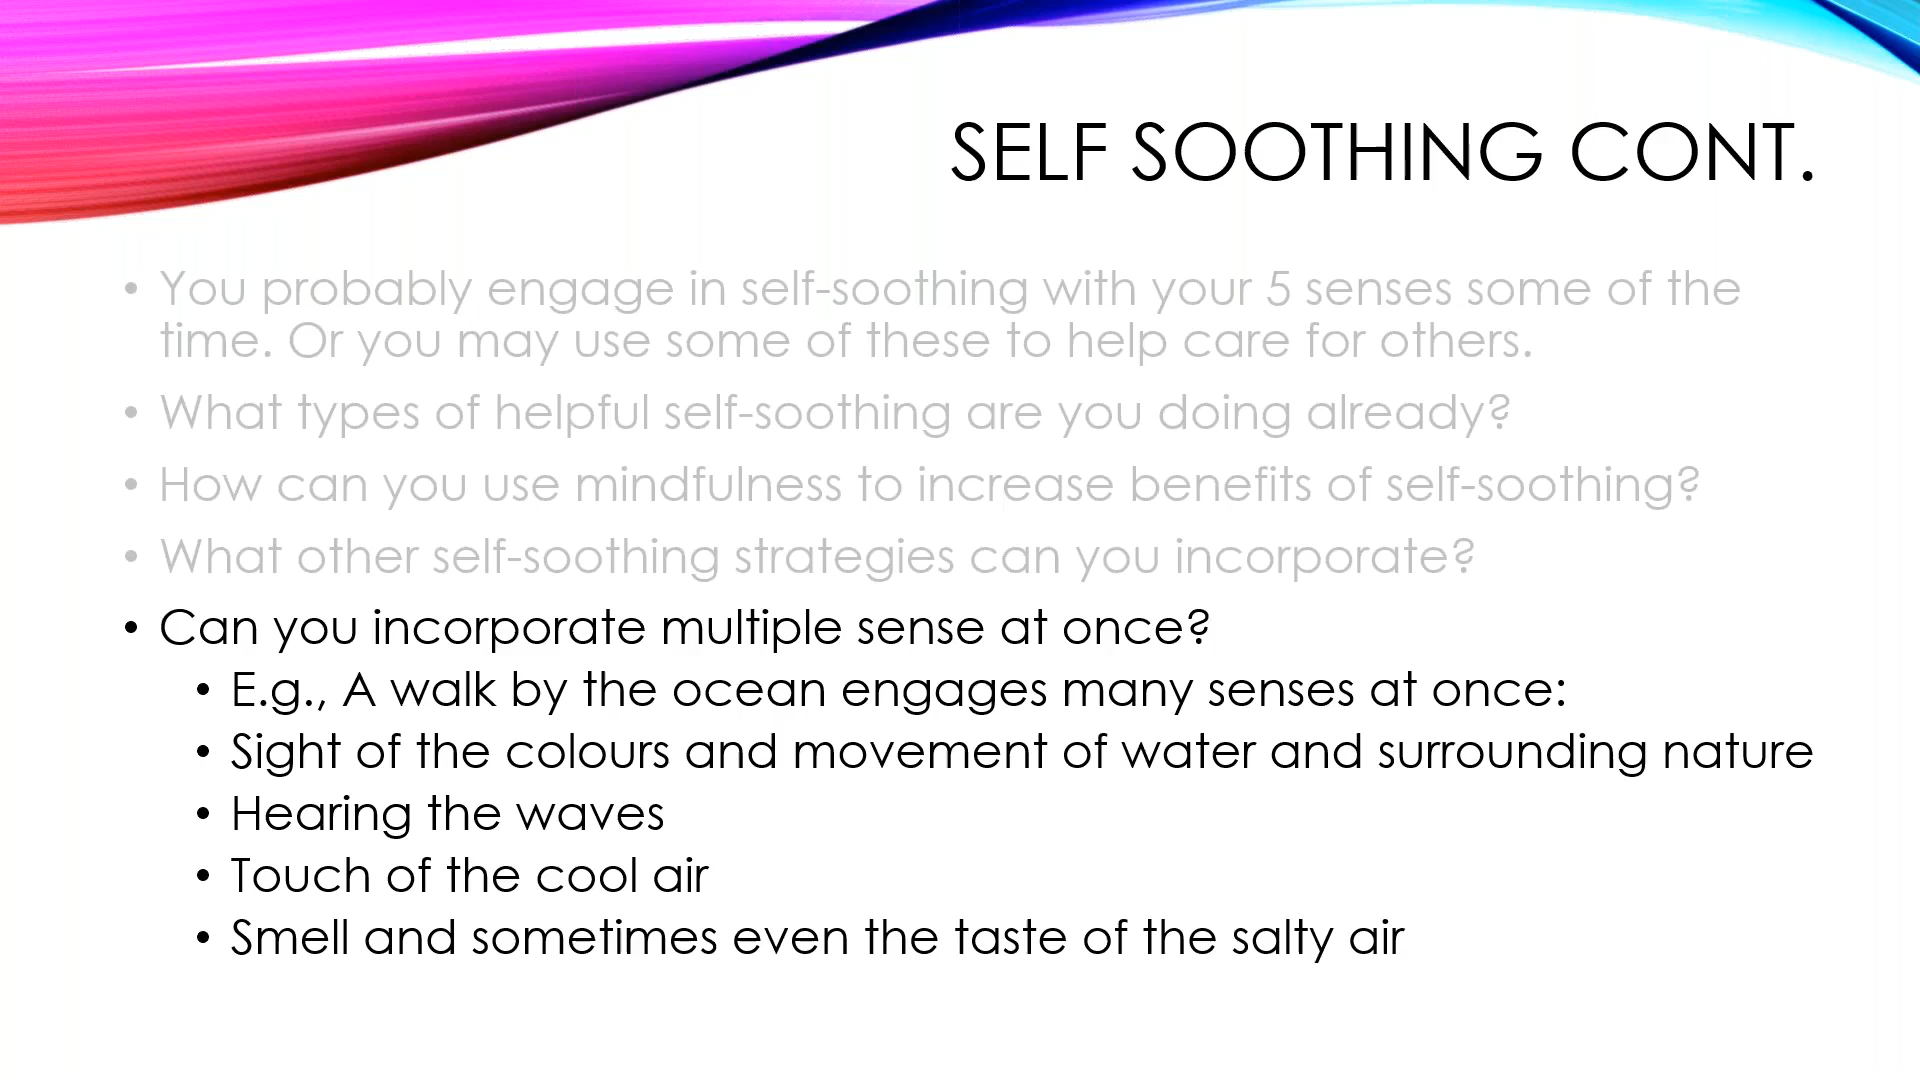 SELF SOOTHING CONT.
• You probably engage in self-soothing with your 5 senses some of the
time. Or you may use some of these to help care for others.
• What types of helpful self-soothing are you doing already?
• How can you use mindfulness to increase benefits of self-soothing?
• What other self-soothing strategies can you incorporate?
• Can you incorporate multiple sense at once?
• E.g., A walk by the ocean engages many senses at once:
• Sight of the colours and movement of water and surrounding nature
• Hearing the waves
• Touch of the cool air
• Smell and sometimes even the taste of the salty air